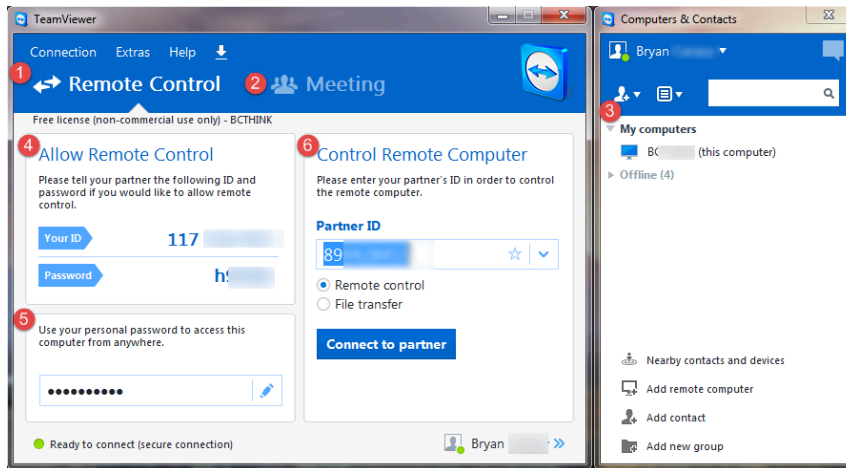 TeamViewer
Connection Extras Help
1 Remote Control 2 Meeting
Free license (non-commercial use only) - BCTHINK
4 Allow Remote Control
Please tell your partner the following ID and
password if you would like to allow remote
control.
Your ID 117
Password
5
Use your personal password to access this
computer from anywhere.
6 Control Remote Computer
Please enter your partner's ID in order to control
the remote computer.
Partner ID
89
Remote control
File transfer
Connect to partner
Ready to connect (secure connection)
Bryan
Computers & Contacts
Bryan
3
My computers
(this computer)
Offline (4)
Nearby contacts and devices
Add remote computer
Add contact
Add new group